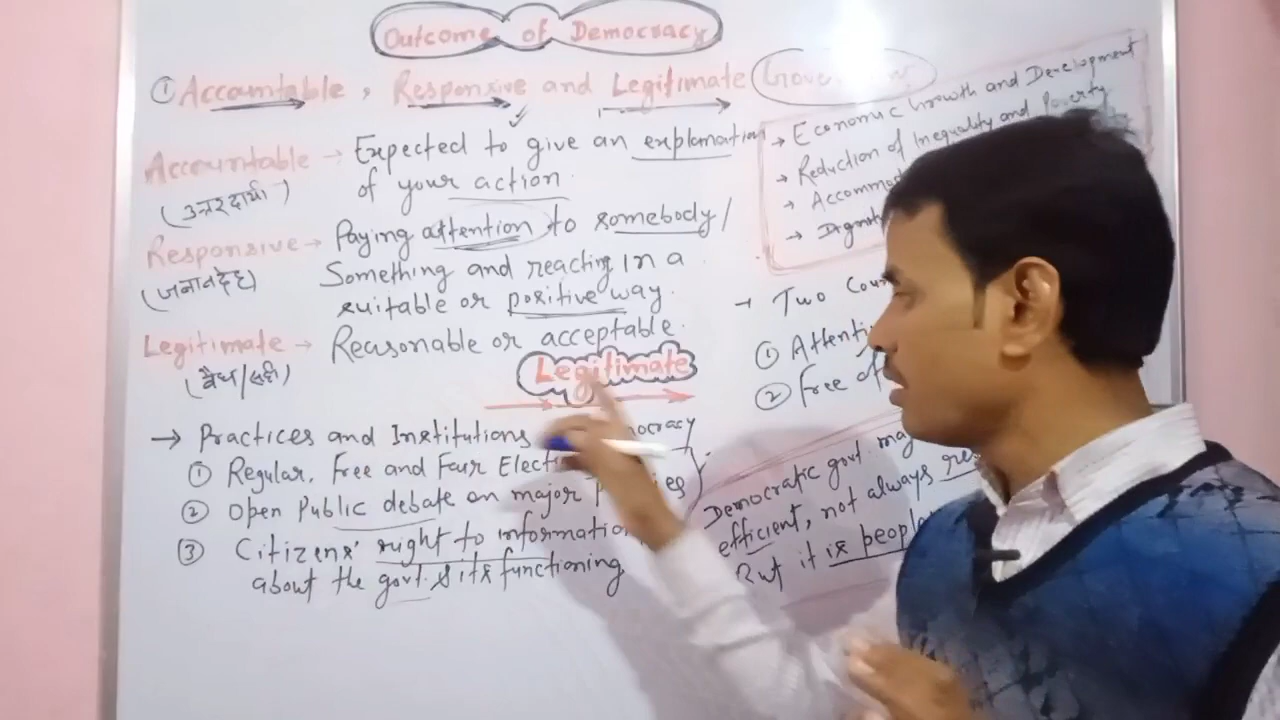 Outcome of Democracy
① Accamtable, Responsive and Legitimate Government
Accountable → Expected to give an explanation
of your action.
(उत्तरदायी)
Responsive → Paying attention to somebody/
Something and reacting in a
(जवाबदेह)
suitable or positive way.
Legitimate → Reasonable or acceptable.
(वैध/सही)
Legitimate
→ Practices and Institutions
① Regular, Free and Fair
② Open Public debate on major
③ Citizens' right to information
about the govt. & its functioning
→ Economic Growth and Development
→ Reduction of Inequality and Poverty
→
→
→ Two
①
② Free of
Democratic govt. may
efficient, not always
But it is